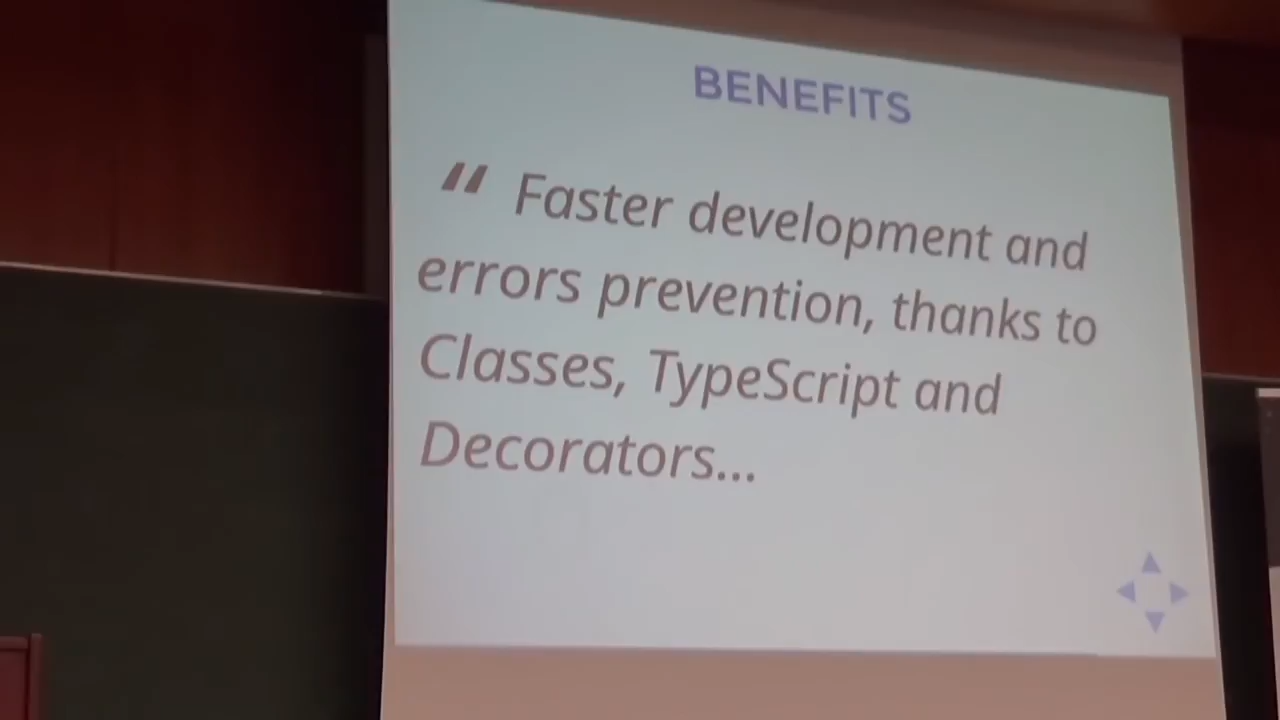 BENEFITS
“ Faster development and
errors prevention, thanks to
Classes, TypeScript and
Decorators...